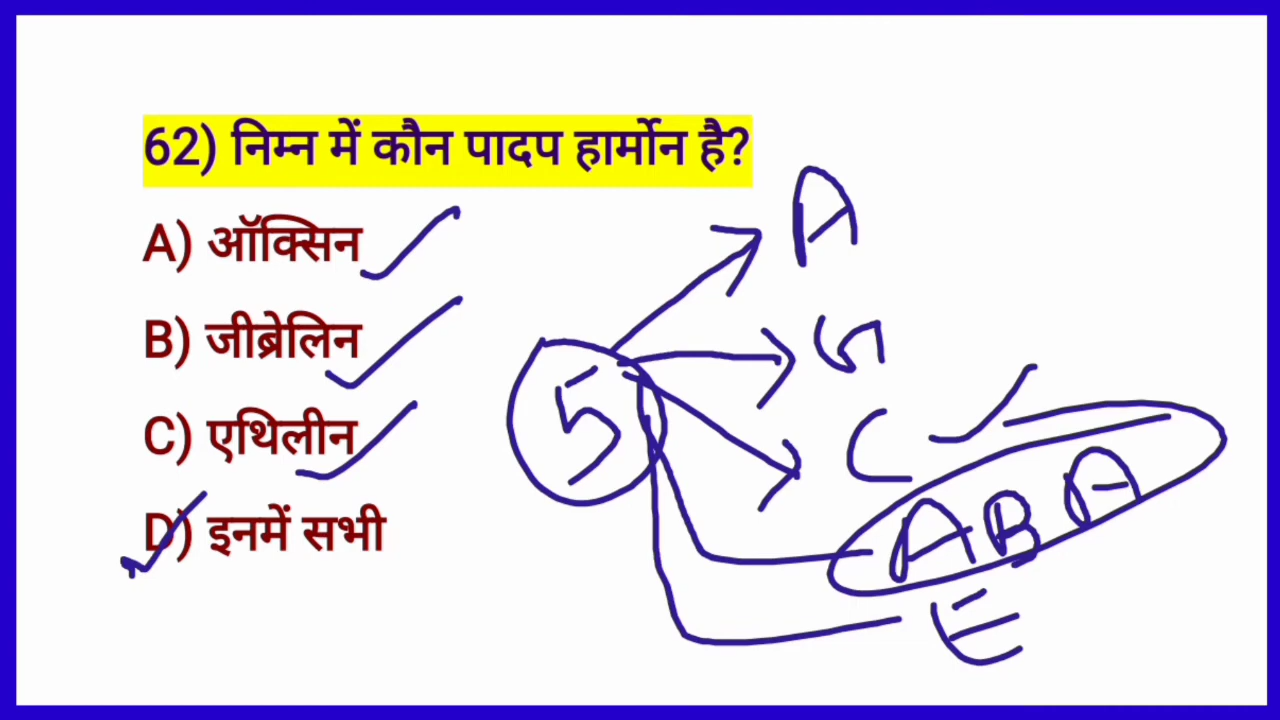 62) निम्न में कौन पादप हार्मोन है?
A) ऑक्सिन
B) जीब्रेलिन
C) एथिलीन
D) इनमें सभी
5
A
G
C
ABA
E